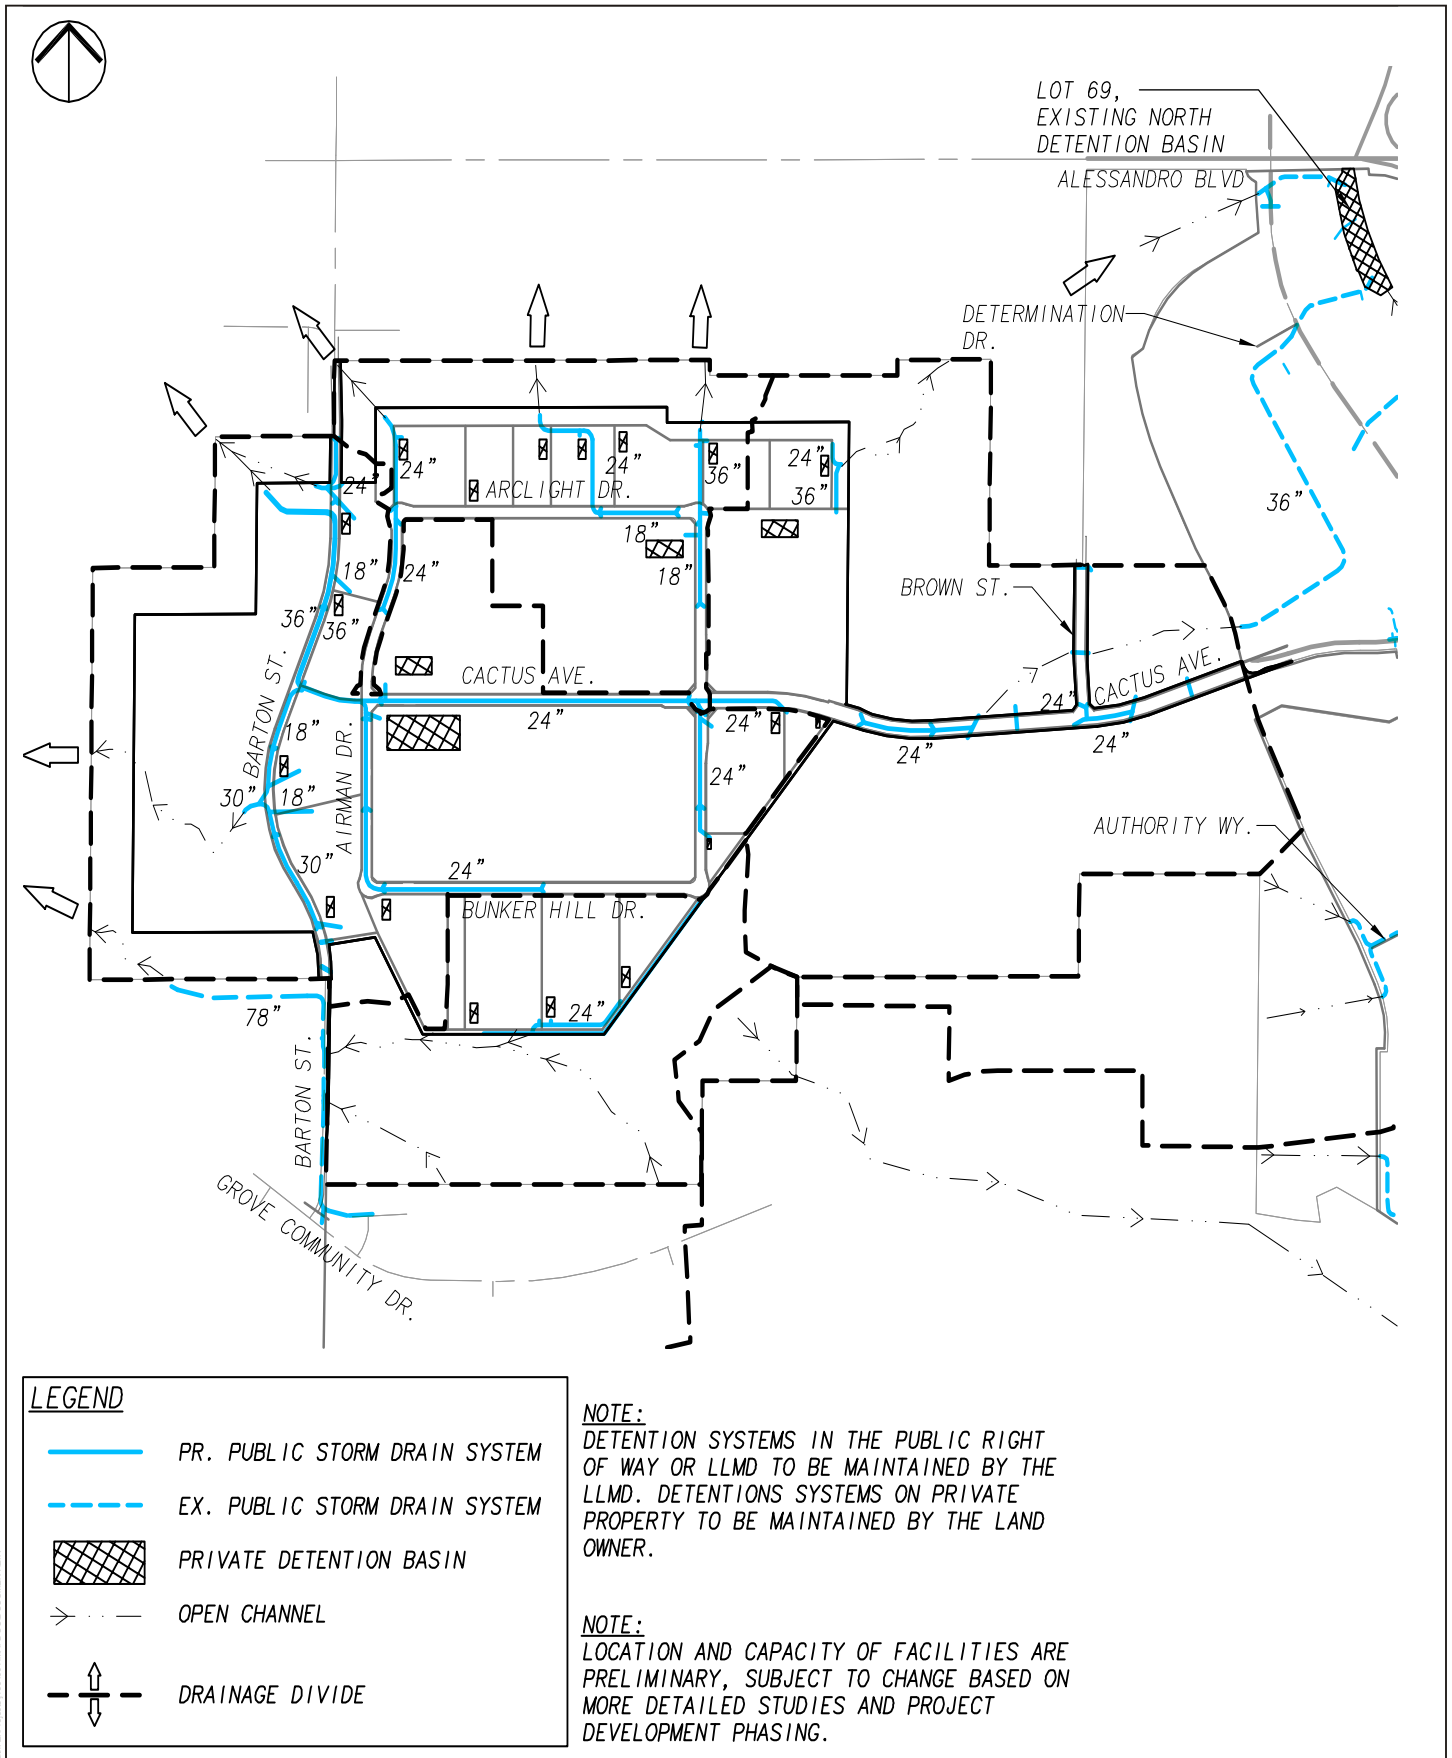 LOT 69,
EXISTING NORTH
DETENTION BASIN
ALESSANDRO BLVD
DETERMINATION
DR.
36"
24"
24"
24"
36"
24"
36"
ARCLIGHT DR.
18"
18"
18"
24"
36"
36"
BROWN ST.
CACTUS AVE.
CACTUS AVE.
24"
24"
24"
24"
24"
BARTON ST.
18"
AIRMAN DR.
24"
30"
18"
30"
24"
AUTHORITY WY.
BUNKER HILL DR.
24"
78"
BARTON ST.
GROVE COMMUNITY DR.
LEGEND
PR. PUBLIC STORM DRAIN SYSTEM
EX. PUBLIC STORM DRAIN SYSTEM
PRIVATE DETENTION BASIN
OPEN CHANNEL
DRAINAGE DIVIDE
NOTE:
DETENTION SYSTEMS IN THE PUBLIC RIGHT
OF WAY OR LLMD TO BE MAINTAINED BY THE
LLMD. DETENTIONS SYSTEMS ON PRIVATE
PROPERTY TO BE MAINTAINED BY THE LAND
OWNER.
NOTE:
LOCATION AND CAPACITY OF FACILITIES ARE
PRELIMINARY, SUBJECT TO CHANGE BASED ON
MORE DETAILED STUDIES AND PROJECT
DEVELOPMENT PHASING.